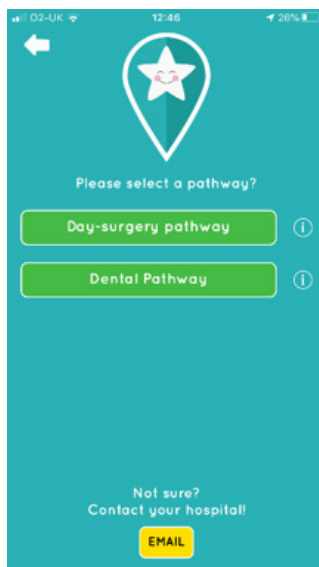 O2-UK 12:46 26%
Please select a pathway?
Day-surgery pathway
i
Dental Pathway
i
Not sure?
Contact your hospital!
EMAIL